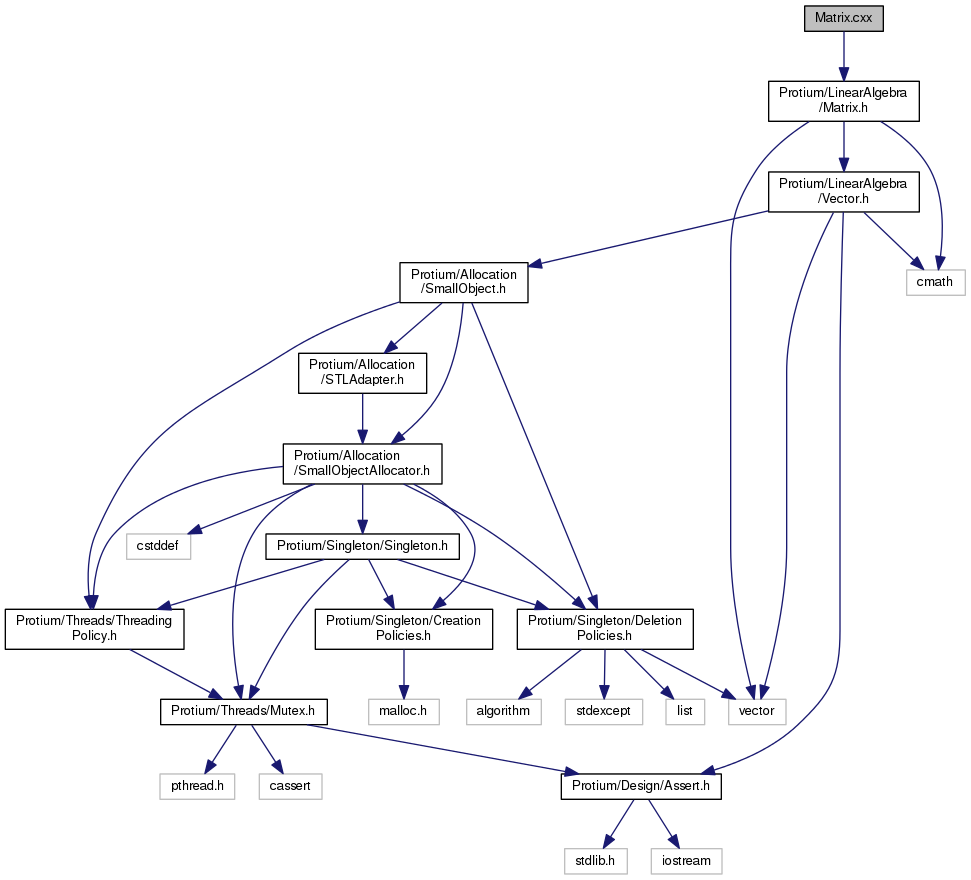 Matrix.cxx
Protium/LinearAlgebra
/Matrix.h
Protium/LinearAlgebra
/Vector.h
Protium/Allocation
/SmallObject.h
cmath
Protium/Allocation
/STLAdapter.h
Protium/Allocation
/SmallObjectAllocator.h
cstddef
Protium/Singleton/Singleton.h
Protium/Threads/Threading
Policy.h
Protium/Singleton/Creation
Policies.h
Protium/Singleton/Deletion
Policies.h
Protium/Threads/Mutex.h
malloc.h
algorithm
stdexcept
list
vector
pthread.h
cassert
Protium/Design/Assert.h
stdlib.h
iostream